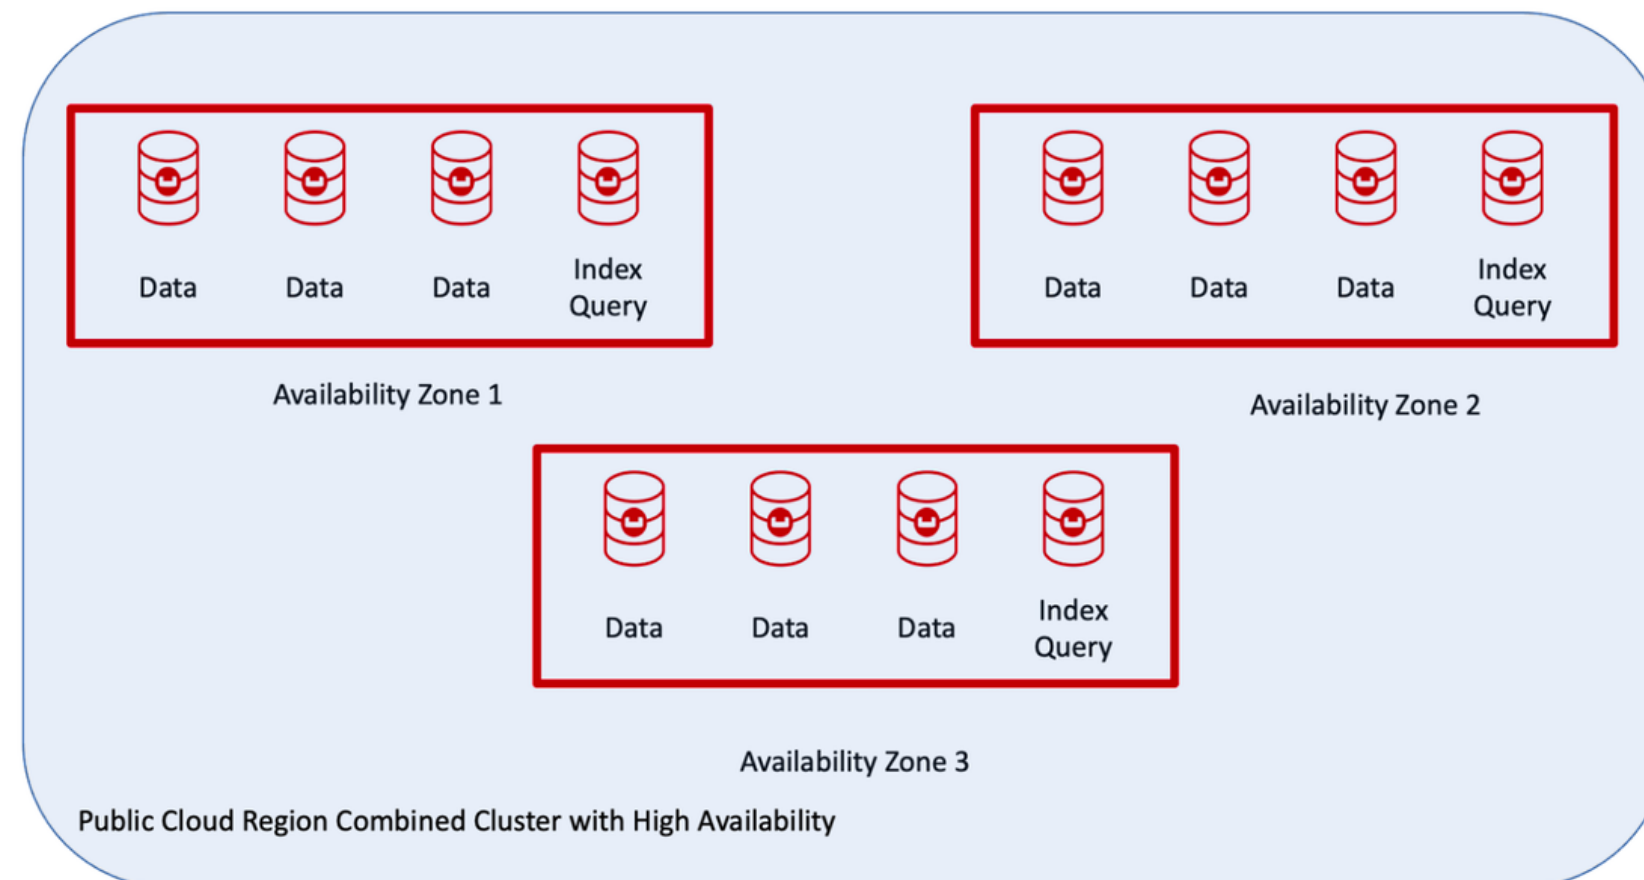 Data Data Data Index Query
Availability Zone 1
Data Data Data Index Query
Availability Zone 2
Data Data Data Index Query
Availability Zone 3
Public Cloud Region Combined Cluster with High Availability